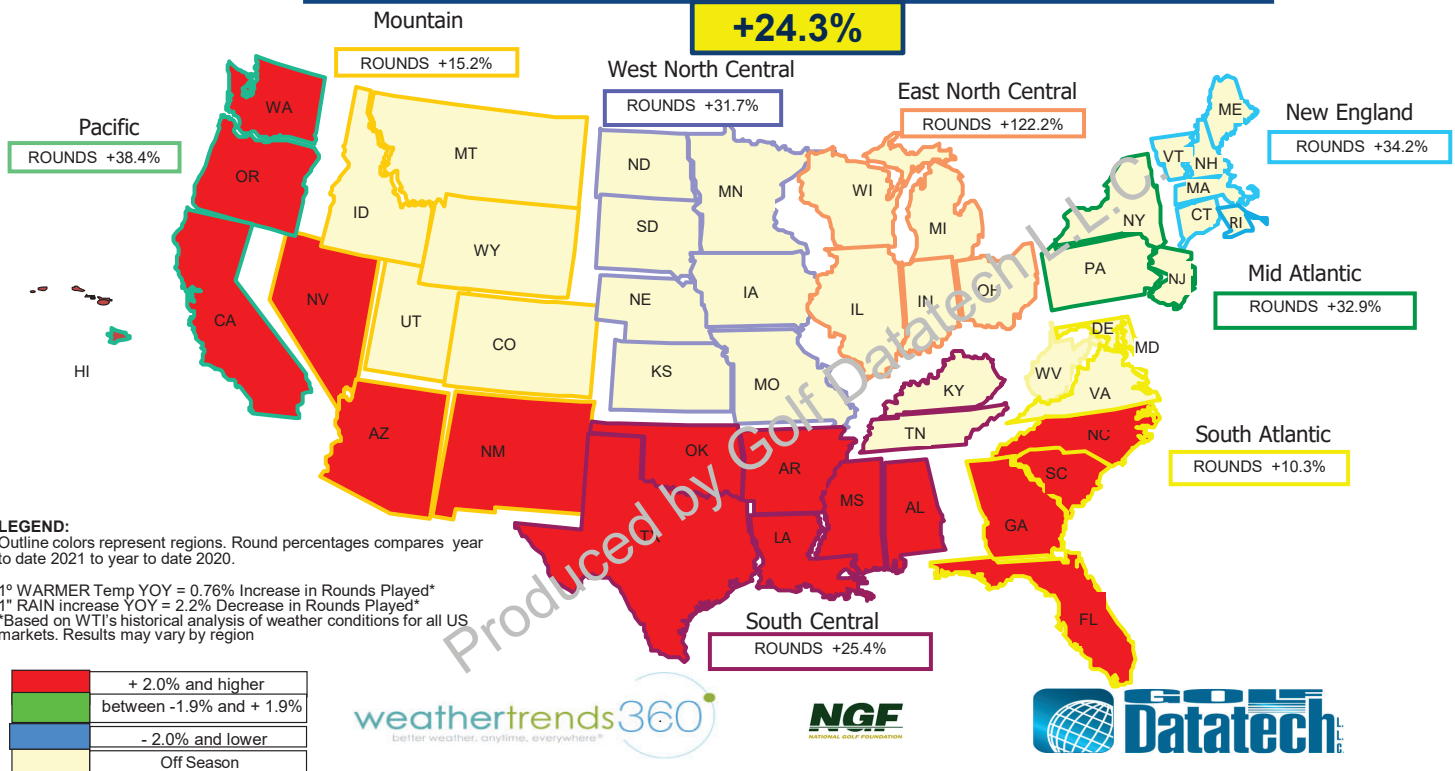 +24.3%
Mountain
ROUNDS +15.2%
West North Central
ROUNDS +31.7%
East North Central
ROUNDS +122.2%
New England
ROUNDS +34.2%
Pacific
ROUNDS +38.4%
Mid Atlantic
ROUNDS +32.9%
South Atlantic
ROUNDS +10.3%
South Central
ROUNDS +25.4%
WA
OR
CA
HI
NV
ID
MT
WY
UT
CO
AZ
NM
ND
SD
NE
KS
MN
IA
MO
WI
MI
IL
IN
OH
KY
TN
OK
TX
AR
LA
MS
AL
ME
VT
NH
MA
CT
RI
NY
PA
NJ
DE
MD
WV
VA
NC
SC
GA
FL
Produced by Golf Datatech L.L.C.
LEGEND:
Outline colors represent regions. Round percentages compares year
to date 2021 to year to date 2020.
1º WARMER Temp YOY = 0.76% Increase in Rounds Played*
1" RAIN increase YOY = 2.2% Decrease in Rounds Played*
*Based on WTI's historical analysis of weather conditions for all US
markets. Results may vary by region
+ 2.0% and higher
between -1.9% and + 1.9%
- 2.0% and lower
Off Season
weathertrends360°
better weather. anytime, everywhere®
NGF
NATIONAL GOLF FOUNDATION
GOLF
Datatech L.L.C.